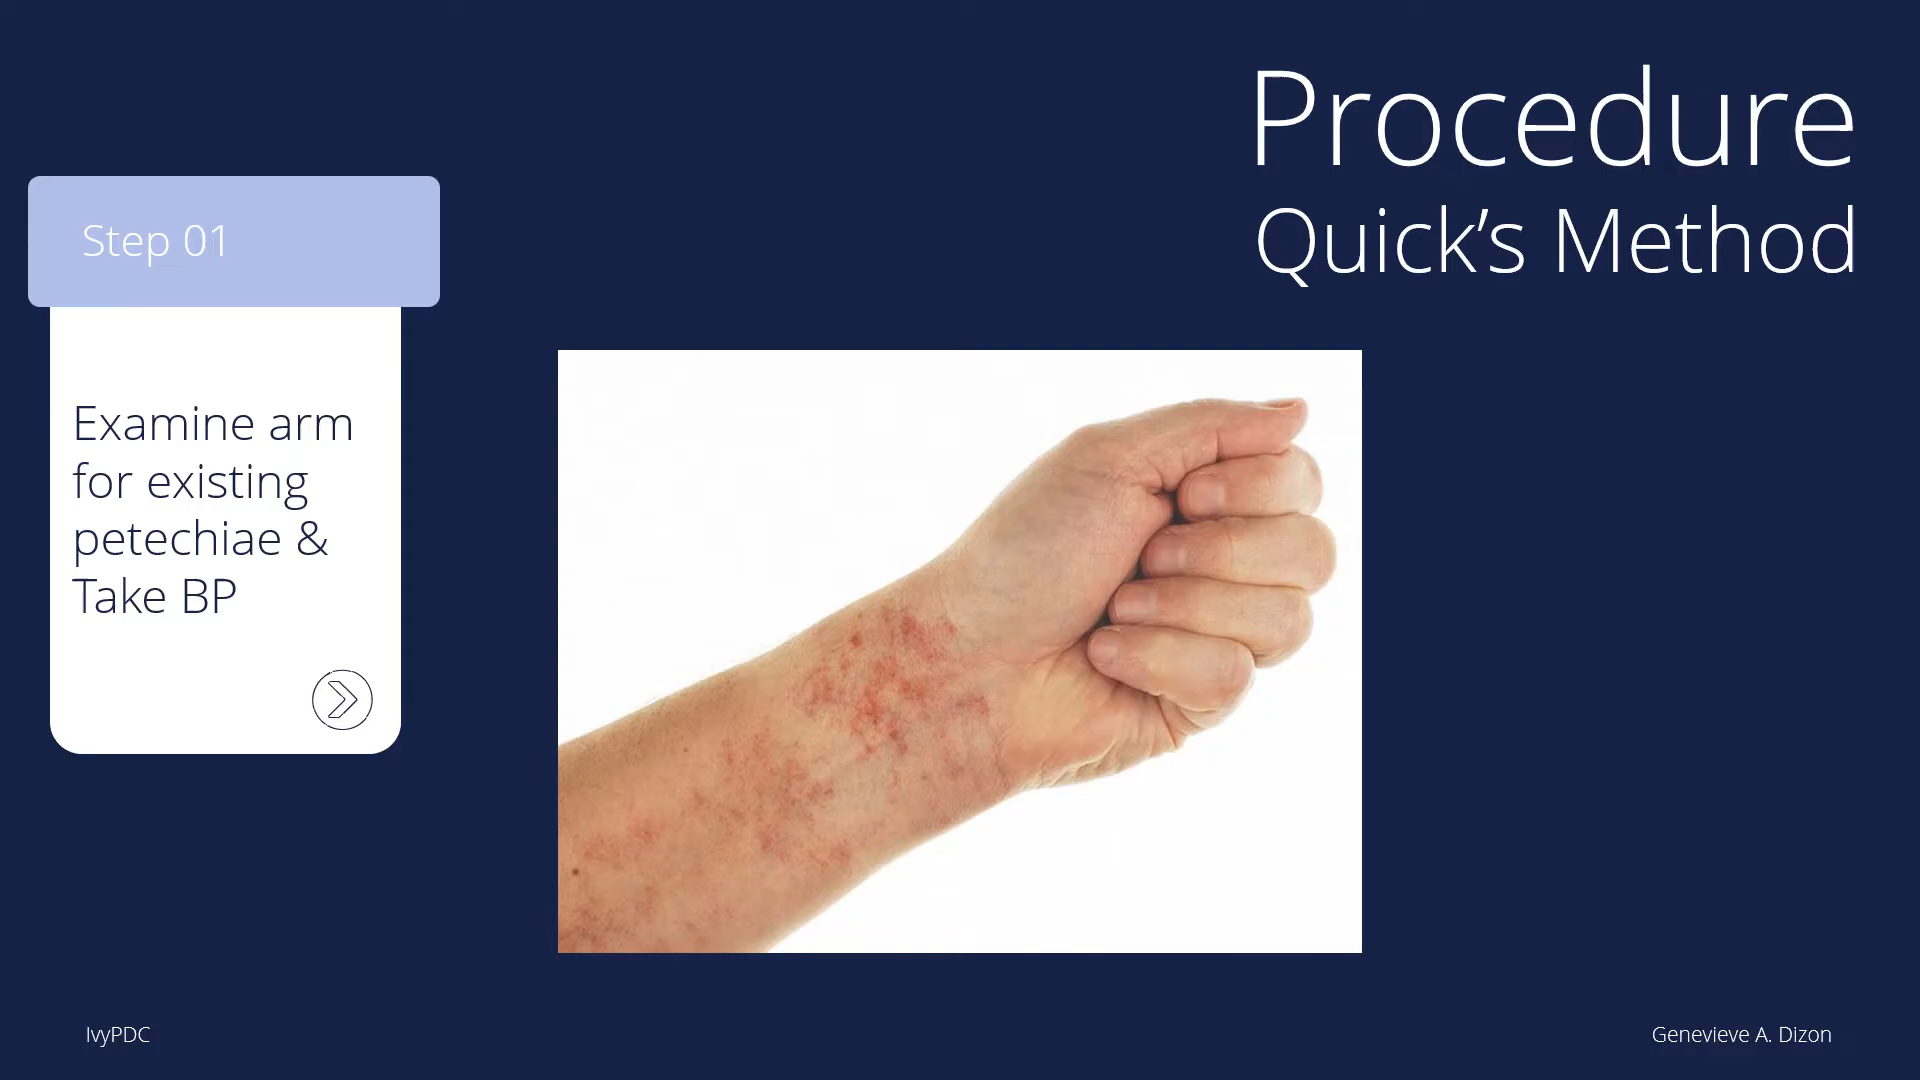 Procedure
Quick’s Method
Step 01
Examine arm
for existing
petechiae &
Take BP
IvyPDC
Genevieve A. Dizon